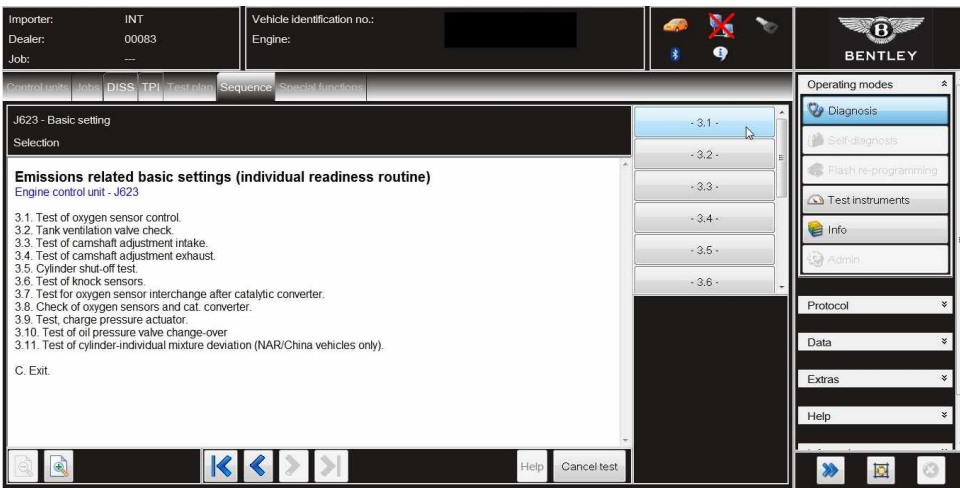 Importer: INT
Dealer: 00083
Job: ---
Vehicle identification no.:
Engine:
BENTLEY
Control units Jobs DISS TPI Test plan Sequence Special functions
J623 - Basic setting
Selection
Emissions related basic settings (individual readiness routine)
Engine control unit - J623
3.1. Test of oxygen sensor control.
3.2. Tank ventilation valve check.
3.3. Test of camshaft adjustment intake.
3.4. Test of camshaft adjustment exhaust.
3.5. Cylinder shut-off test.
3.6. Test of knock sensors.
3.7. Test for oxygen sensor interchange after catalytic converter.
3.8. Check of oxygen sensors and cat. converter.
3.9. Test, charge pressure actuator.
3.10. Test of oil pressure valve change-over
3.11. Test of cylinder-individual mixture deviation (NAR/China vehicles only).
C. Exit.
- 3.1 -
- 3.2 -
- 3.3 -
- 3.4 -
- 3.5 -
- 3.6 -
Help
Cancel test
Operating modes
Diagnosis
Self-diagnosis
Flash re-programming
Test instruments
Info
Admin
Protocol
Data
Extras
Help